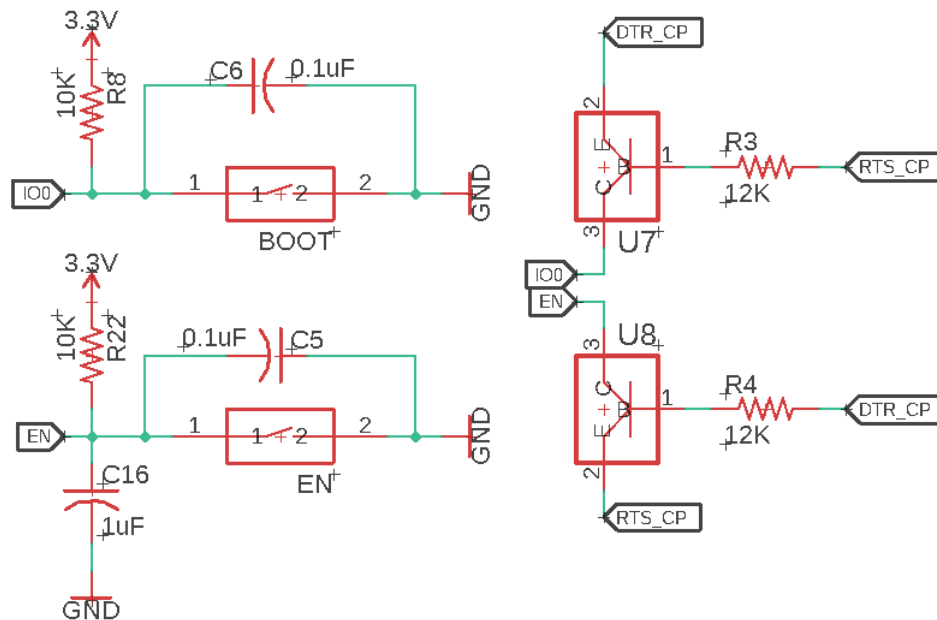 3.3V
10K
R8
C6
0.1uF
IO0
1
1
2
2
GND
BOOT
3.3V
10K
R22
0.1uF
C5
EN
1
1
2
2
GND
EN
C16
1uF
GND
DTR_CP
2
E
B
C
1
R3
12K
RTS_CP
3
U7
IO0
EN
U8
3
C
B
E
1
R4
12K
DTR_CP
2
RTS_CP